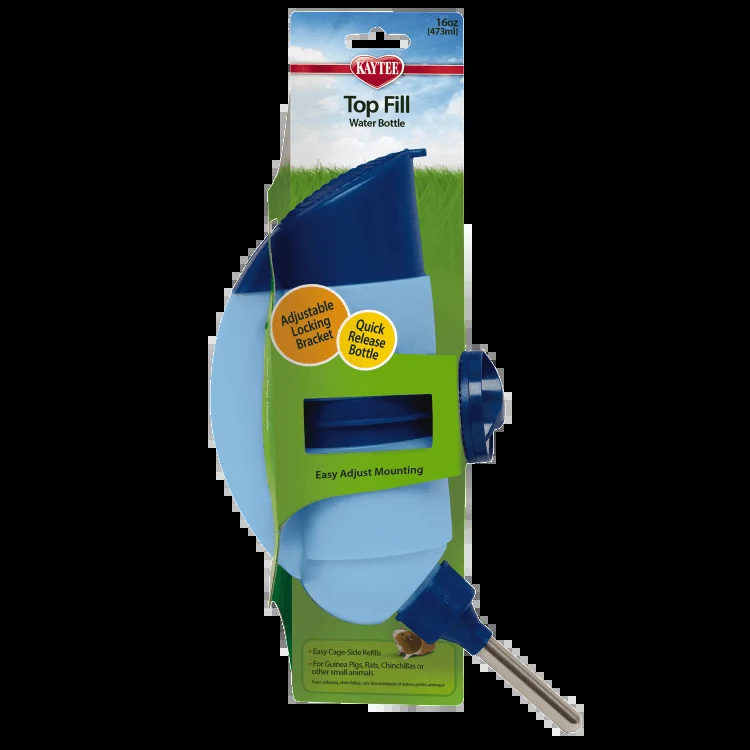 16oz
(473ml)
KAYTEE
Top Fill
Water Bottle
Adjustable
Locking
Bracket
Quick
Release
Bottle
Easy Adjust Mounting
• Easy Cage-Side Refills
• For Guinea Pigs, Rats, Chinchillas or
other small animals